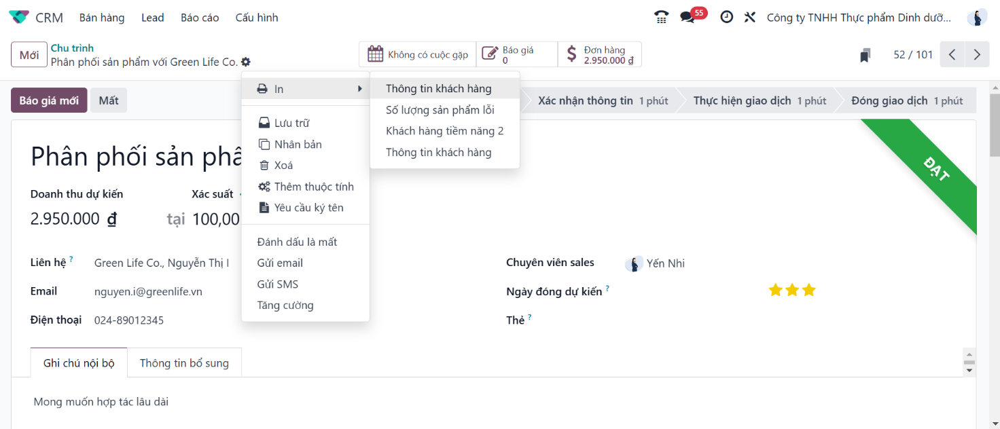 CRM Bán hàng Lead Báo cáo Cấu hình 55 Công ty TNHH Thực phẩm Dinh dưỡ...
Mới
Chu trình
Phân phối sản phẩm với Green Life Co.
Không có cuộc gặp
Báo giá
0
Đơn hàng
2.950.000 ₫
52 / 101
Báo giá mới Mất
In
Lưu trữ
Nhân bản
Xoá
Thêm thuộc tính
Yêu cầu ký tên
Đánh dấu là mất
Gửi email
Gửi SMS
Tăng cường
Thông tin khách hàng
Số lượng sản phẩm lỗi
Khách hàng tiềm năng 2
Thông tin khách hàng
Xác nhận thông tin 1 phút Thực hiện giao dịch 1 phút Đóng giao dịch 1 phút
ĐẠT
Phân phối sản phẩ
Doanh thu dự kiến Xác suất
2.950.000 ₫ tại 100,00
Liên hệ ? Green Life Co., Nguyễn Thị I
Email nguyen.i@greenlife.vn
Điện thoại 024-89012345
Chuyên viên sales Yến Nhi
Ngày đóng dự kiến ?
Thẻ ?
Ghi chú nội bộ Thông tin bổ sung
Mong muốn hợp tác lâu dài